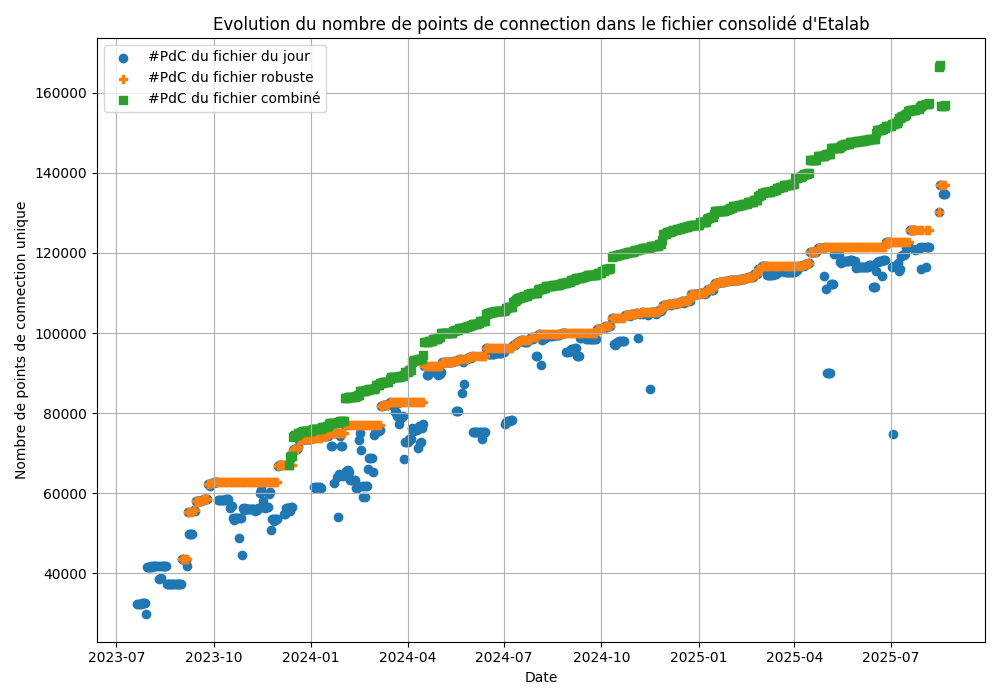 Evolution du nombre de points de connection dans le fichier consolidé d'Etalab
#PdC du fichier du jour
#PdC du fichier robuste
#PdC du fichier combiné
Nombre de points de connection unique
160000
140000
120000
100000
80000
60000
40000
2023-07
2023-10
2024-01
2024-04
2024-07
2024-10
2025-01
2025-04
2025-07
Date